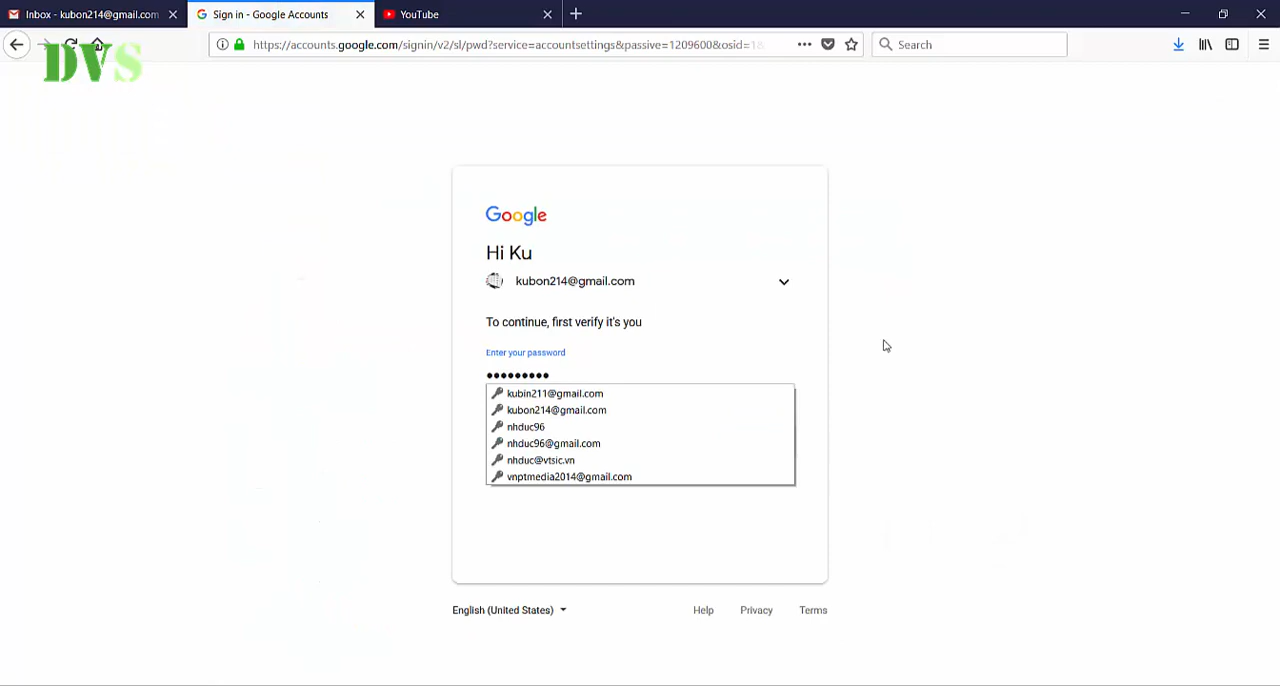 Inbox - kubon214@gmail.com
Sign in - Google Accounts
YouTube
https://accounts.google.com/signin/v2/sl/pwd?service=accountsettings&passive=1209600&osid=1
Search
DVS
Google
Hi Ku
kubon214@gmail.com
To continue, first verify it's you
Enter your password
kubin211@gmail.com
kubon214@gmail.com
nhduc96
nhduc96@gmail.com
nhduc@vtsic.vn
vnptmedia2014@gmail.com
English (United States)
Help
Privacy
Terms